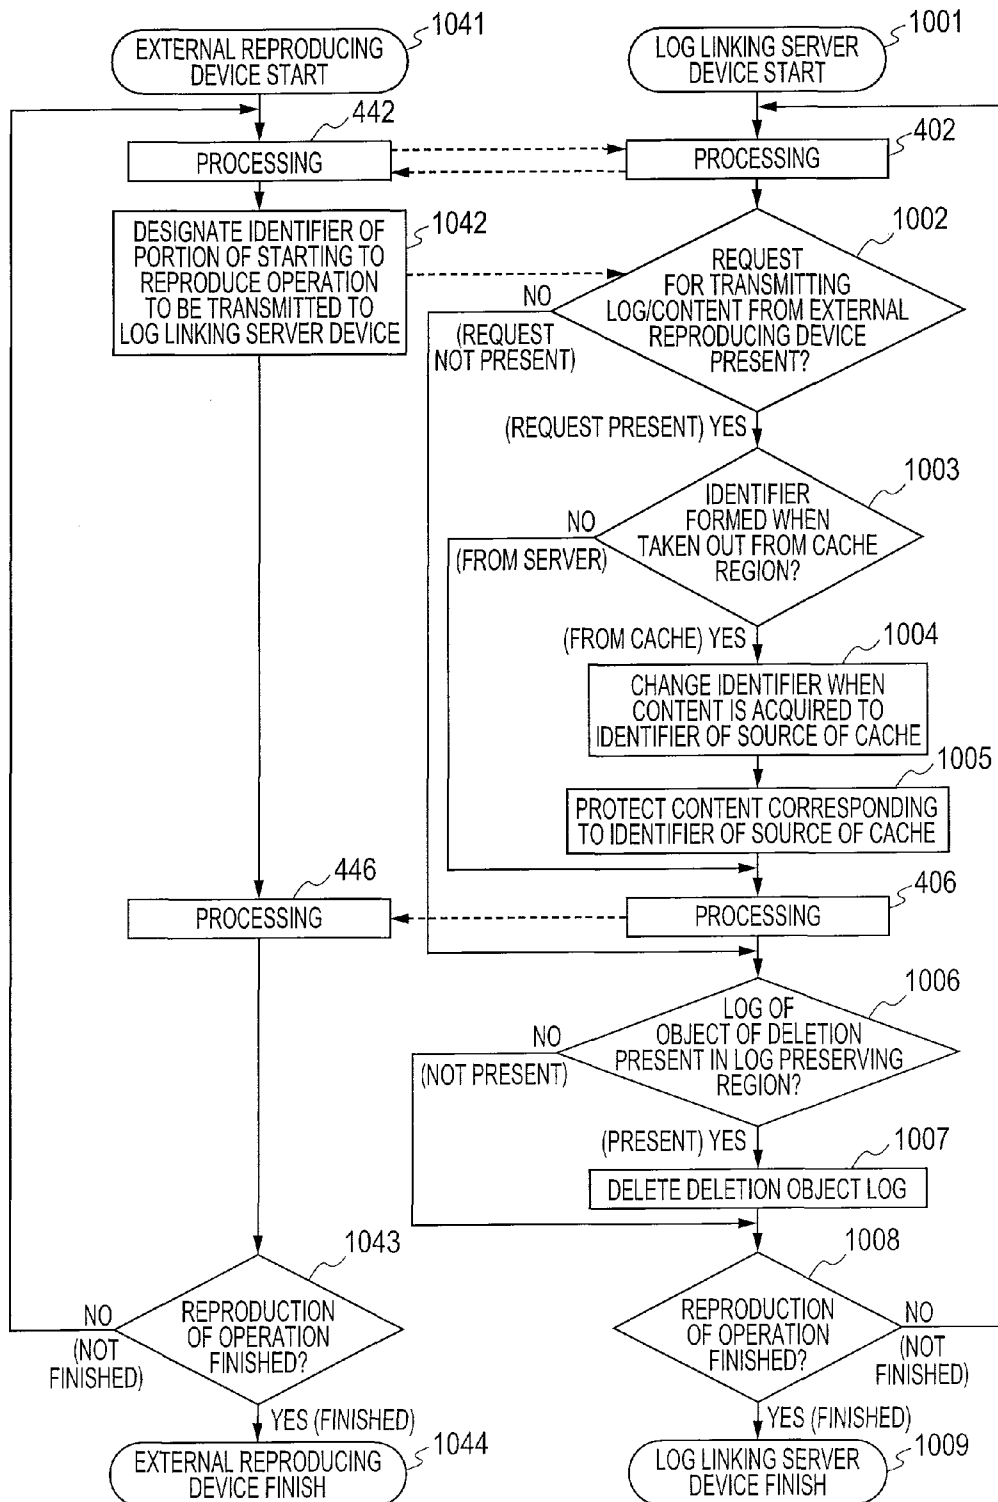 1041
EXTERNAL REPRODUCING
DEVICE START
442
PROCESSING
1042
DESIGNATE IDENTIFIER OF
PORTION OF STARTING TO
REPRODUCE OPERATION
TO BE TRANSMITTED TO
LOG LINKING SERVER DEVICE
446
PROCESSING
1043
REPRODUCTION
OF OPERATION
FINISHED?
NO
(NOT
FINISHED)
YES (FINISHED)
1044
EXTERNAL REPRODUCING
DEVICE FINISH
1001
LOG LINKING SERVER
DEVICE START
402
PROCESSING
1002
REQUEST
FOR TRANSMITTING
LOG/CONTENT FROM EXTERNAL
REPRODUCING DEVICE
PRESENT?
NO
(REQUEST
NOT PRESENT)
(REQUEST PRESENT) YES
1003
IDENTIFIER
FORMED WHEN
TAKEN OUT FROM CACHE
REGION?
NO
(FROM SERVER)
(FROM CACHE) YES
1004
CHANGE IDENTIFIER WHEN
CONTENT IS ACQUIRED TO
IDENTIFIER OF SOURCE OF CACHE
1005
PROTECT CONTENT CORRESPONDING
TO IDENTIFIER OF SOURCE OF CACHE
406
PROCESSING
1006
LOG OF
OBJECT OF DELETION
PRESENT IN LOG PRESERVING
REGION?
NO
(NOT PRESENT)
(PRESENT) YES
1007
DELETE DELETION OBJECT LOG
1008
REPRODUCTION
OF OPERATION
FINISHED?
NO
(NOT
FINISHED)
YES (FINISHED)
1009
LOG LINKING SERVER
DEVICE FINISH